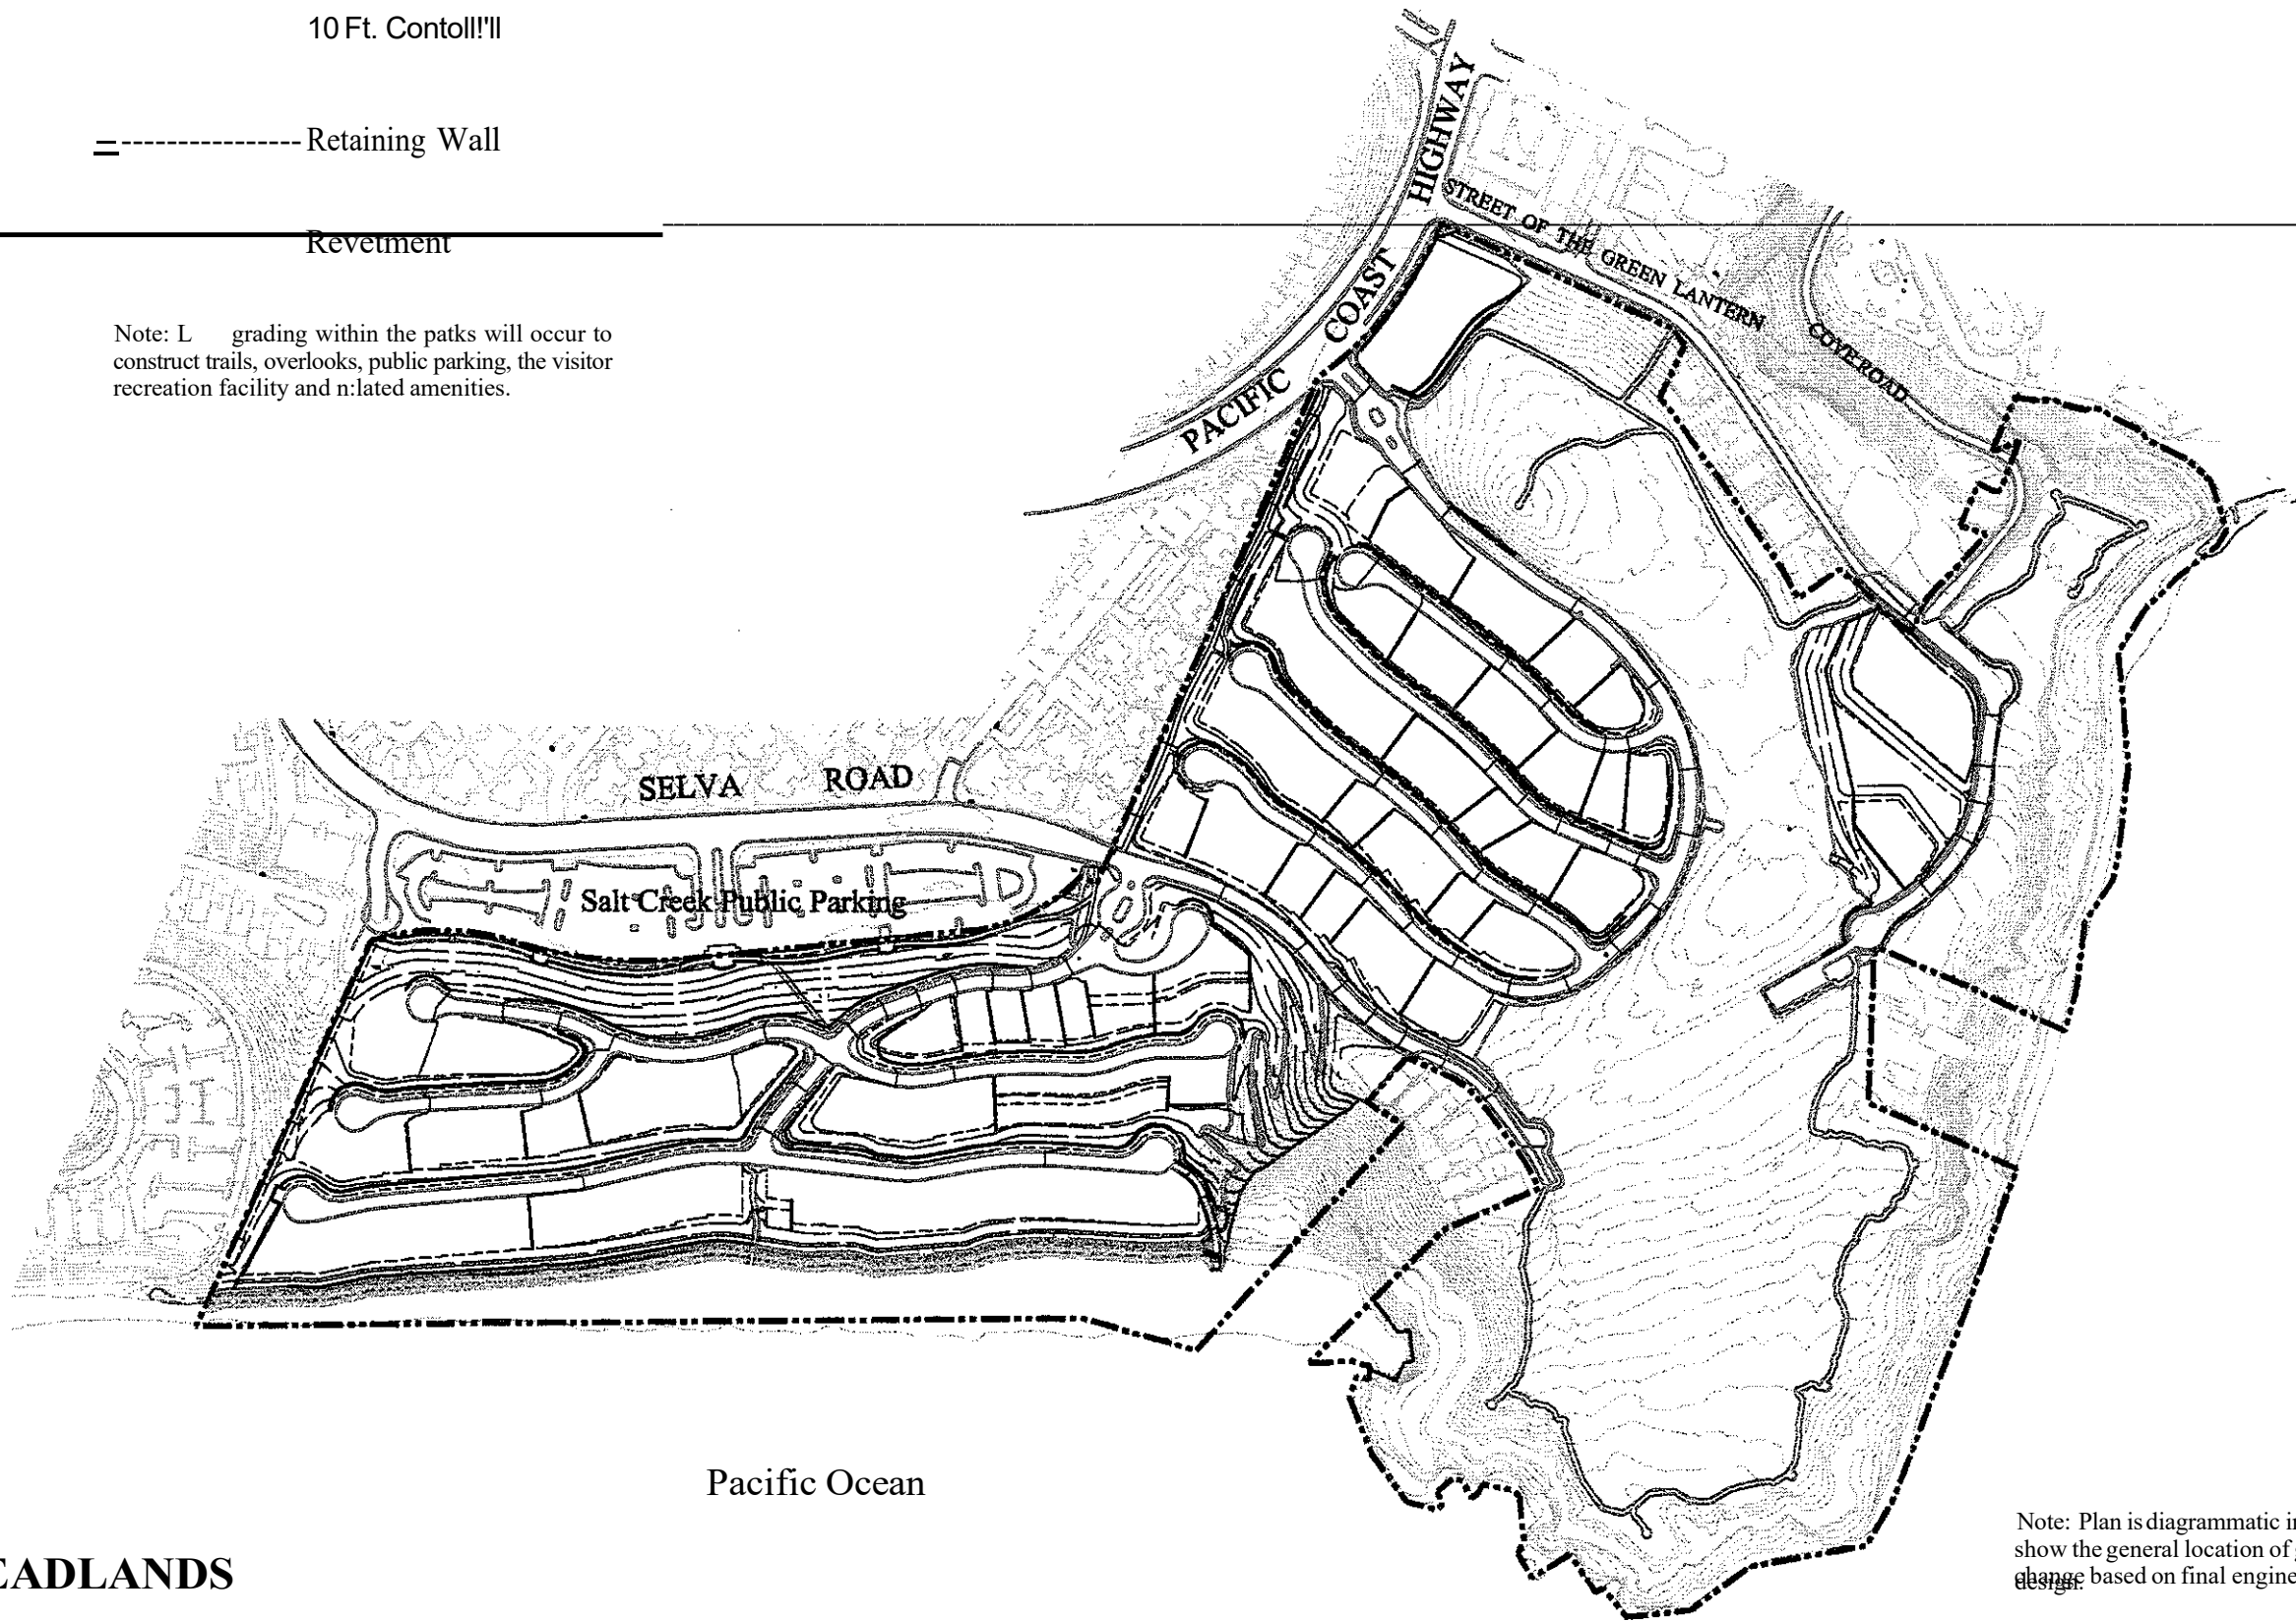 10 Ft. Contoll!'ll
Retaining Wall
Revetment
Note: L grading within the patks will occur to
construct trails, overlooks, public parking, the visitor
recreation facility and n:lated amenities.
PACIFIC COAST HIGHWAY
STREET OF THE GREEN LANTERN
COVE ROAD
SELVA ROAD
Salt Creek Public Parking
Pacific Ocean
EADLANDS
Note: Plan is diagrammatic in
show the general location of
change based on final engine
design.